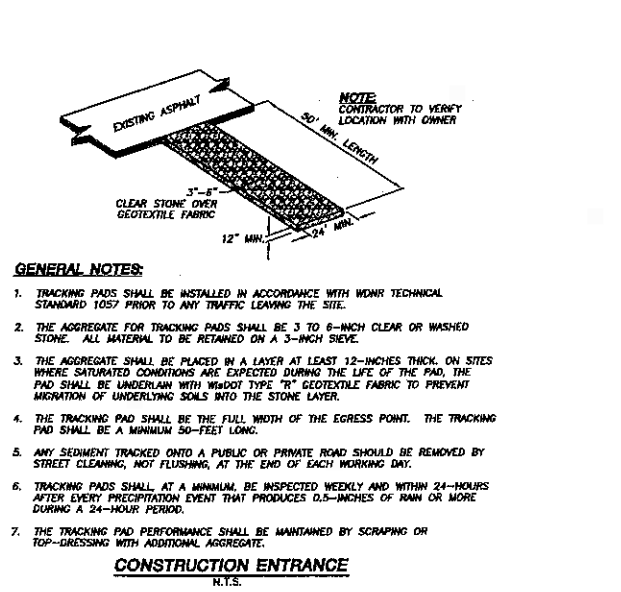 EXISTING ASPHALT
NOTE:
CONTRACTOR TO VERIFY
LOCATION WITH OWNER
50' MIN. LENGTH
3"-6"
CLEAR STONE OVER
GEOTEXTILE FABRIC
12" MIN.
24' MIN.
GENERAL NOTES:
1. TRACKING PADS SHALL BE INSTALLED IN ACCORDANCE WITH WDNR TECHNICAL
STANDARD 1057 PRIOR TO ANY TRAFFIC LEAVING THE SITE.
2. THE AGGREGATE FOR TRACKING PADS SHALL BE 3 TO 6-INCH CLEAR OR WASHED
STONE. ALL MATERIAL TO BE RETAINED ON A 3-INCH SIEVE.
3. THE AGGREGATE SHALL BE PLACED IN A LAYER AT LEAST 12-INCHES THICK. ON SITES
WHERE SATURATED CONDITIONS ARE EXPECTED DURING THE LIFE OF THE PAD, THE
PAD SHALL BE UNDERLAIN WITH WisDOT TYPE "R" GEOTEXTILE FABRIC TO PREVENT
MIGRATION OF UNDERLYING SOILS INTO THE STONE LAYER.
4. THE TRACKING PAD SHALL BE THE FULL WIDTH OF THE EGRESS POINT. THE TRACKING
PAD SHALL BE A MINIMUM 50-FEET LONG.
5. ANY SEDIMENT TRACKED ONTO A PUBLIC OR PRIVATE ROAD SHOULD BE REMOVED BY
STREET CLEANING, NOT FLUSHING, AT THE END OF EACH WORKING DAY.
6. TRACKING PADS SHALL, AT A MINIMUM, BE INSPECTED WEEKLY AND WITHIN 24-HOURS
AFTER EVERY PRECIPITATION EVENT THAT PRODUCES 0.5-INCHES OF RAIN OR MORE
DURING A 24-HOUR PERIOD.
7. THE TRACKING PAD PERFORMANCE SHALL BE MAINTAINED BY SCRAPING OR
TOP-DRESSING WITH ADDITIONAL AGGREGATE.
CONSTRUCTION ENTRANCE
N.T.S.